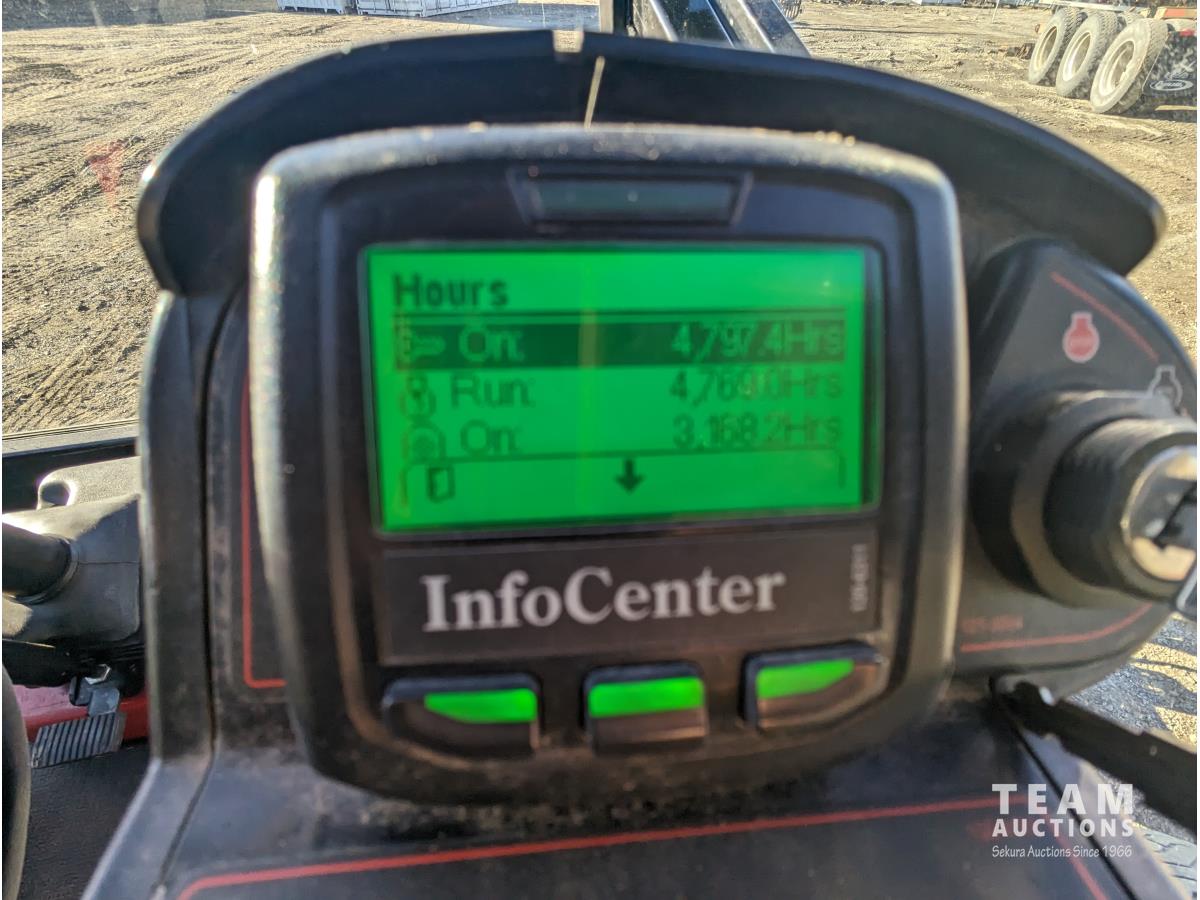 Hours
On: 4,797.4Hrs
Run: 4,769.0Hrs
On: 3,168.2Hrs
InfoCenter
TEAM
AUCTIONS
Sekura Auctions Since 1966